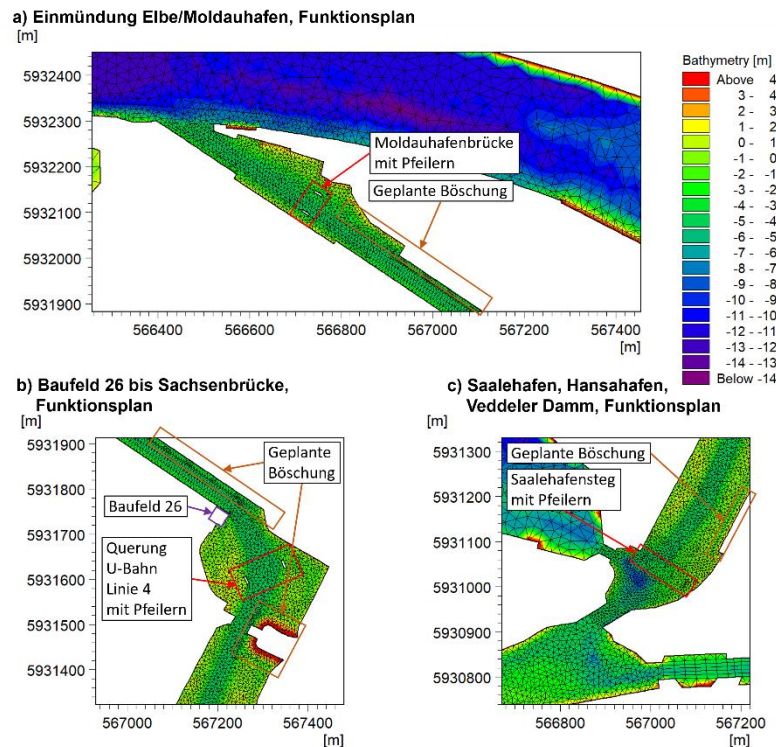 a) Einmündung Elbe/Moldauhafen, Funktionsplan
[m]
5932400
5932300
5932200
5932100
5932000
5931900
566400
566600
566800
567000
567200
567400
[m]
Moldauhafenbrücke
mit Pfeilern
Geplante Böschung
Bathymetry [m]
Above 4
3 - 4
2 - 3
1 - 2
0 - 1
-1 - 0
-2 - -1
-3 - -2
-4 - -3
-5 - -4
-6 - -5
-7 - -6
-8 - -7
-9 - -8
-10 - -9
-11 - -10
-12 - -11
-13 - -12
-14 - -13
Below -14
b) Baufeld 26 bis Sachsenbrücke,
Funktionsplan
[m]
5931900
5931800
5931700
5931600
5931500
5931400
567000
567200
567400
[m]
Geplante
Böschung
Baufeld 26
Querung
U-Bahn
Linie 4
mit Pfeilern
c) Saalehafen, Hansahafen,
Veddeler Damm, Funktionsplan
[m]
5931300
5931200
5931100
5931000
5930900
5930800
566800
567000
567200
[m]
Geplante Böschung
Saalehafensteg
mit Pfeilern